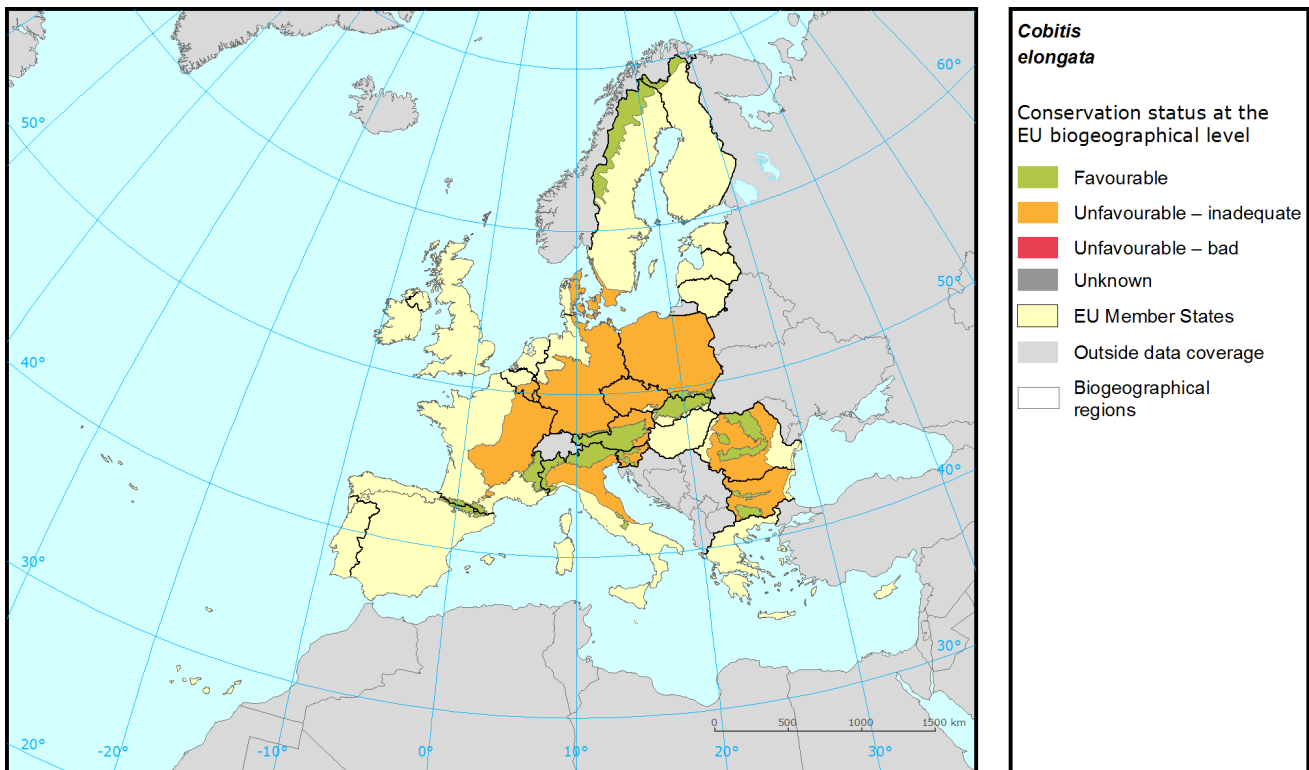 60°
50°
50°
40°
40°
30°
30°
20°
-20°
-10°
0°
10°
20°
30°
0 500 1000 1500 km
Cobitis
elongata
Conservation status at the
EU biogeographical level
Favourable
Unfavourable – inadequate
Unfavourable – bad
Unknown
EU Member States
Outside data coverage
Biogeographical
regions